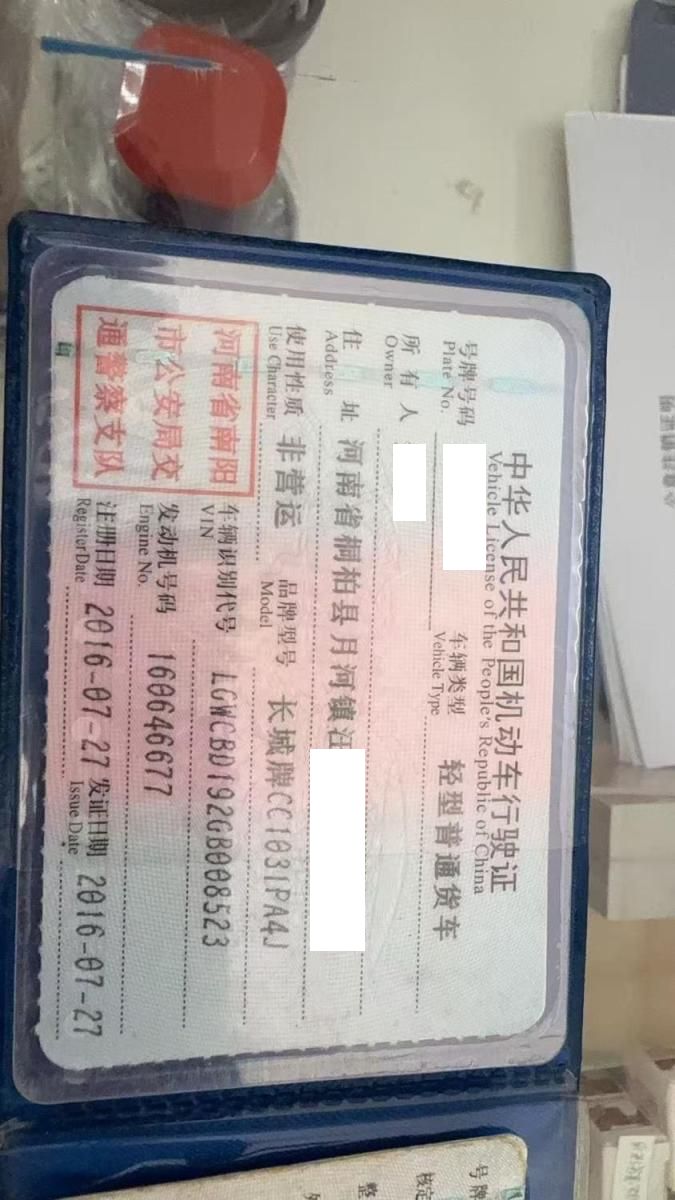 中华人民共和国机动车行驶证
Vehicle License of the People's Republic of China
号牌号码
Plate No.
车辆类型 轻型普通货车
Vehicle Type
所有人
Owner
住址 河南省桐柏县月河镇
Address
使用性质 非营运
Use Character
品牌型号 长城牌CC1031PA4J
Model
河南省南阳
市公安局交
通警察支队
车辆识别代号 LGWCBD192GB008523
VIN
发动机号码 160646677
Engine No.
注册日期 2016-07-27
Register Date
发证日期 2016-07-27
Issue Date
号牌
核定
整